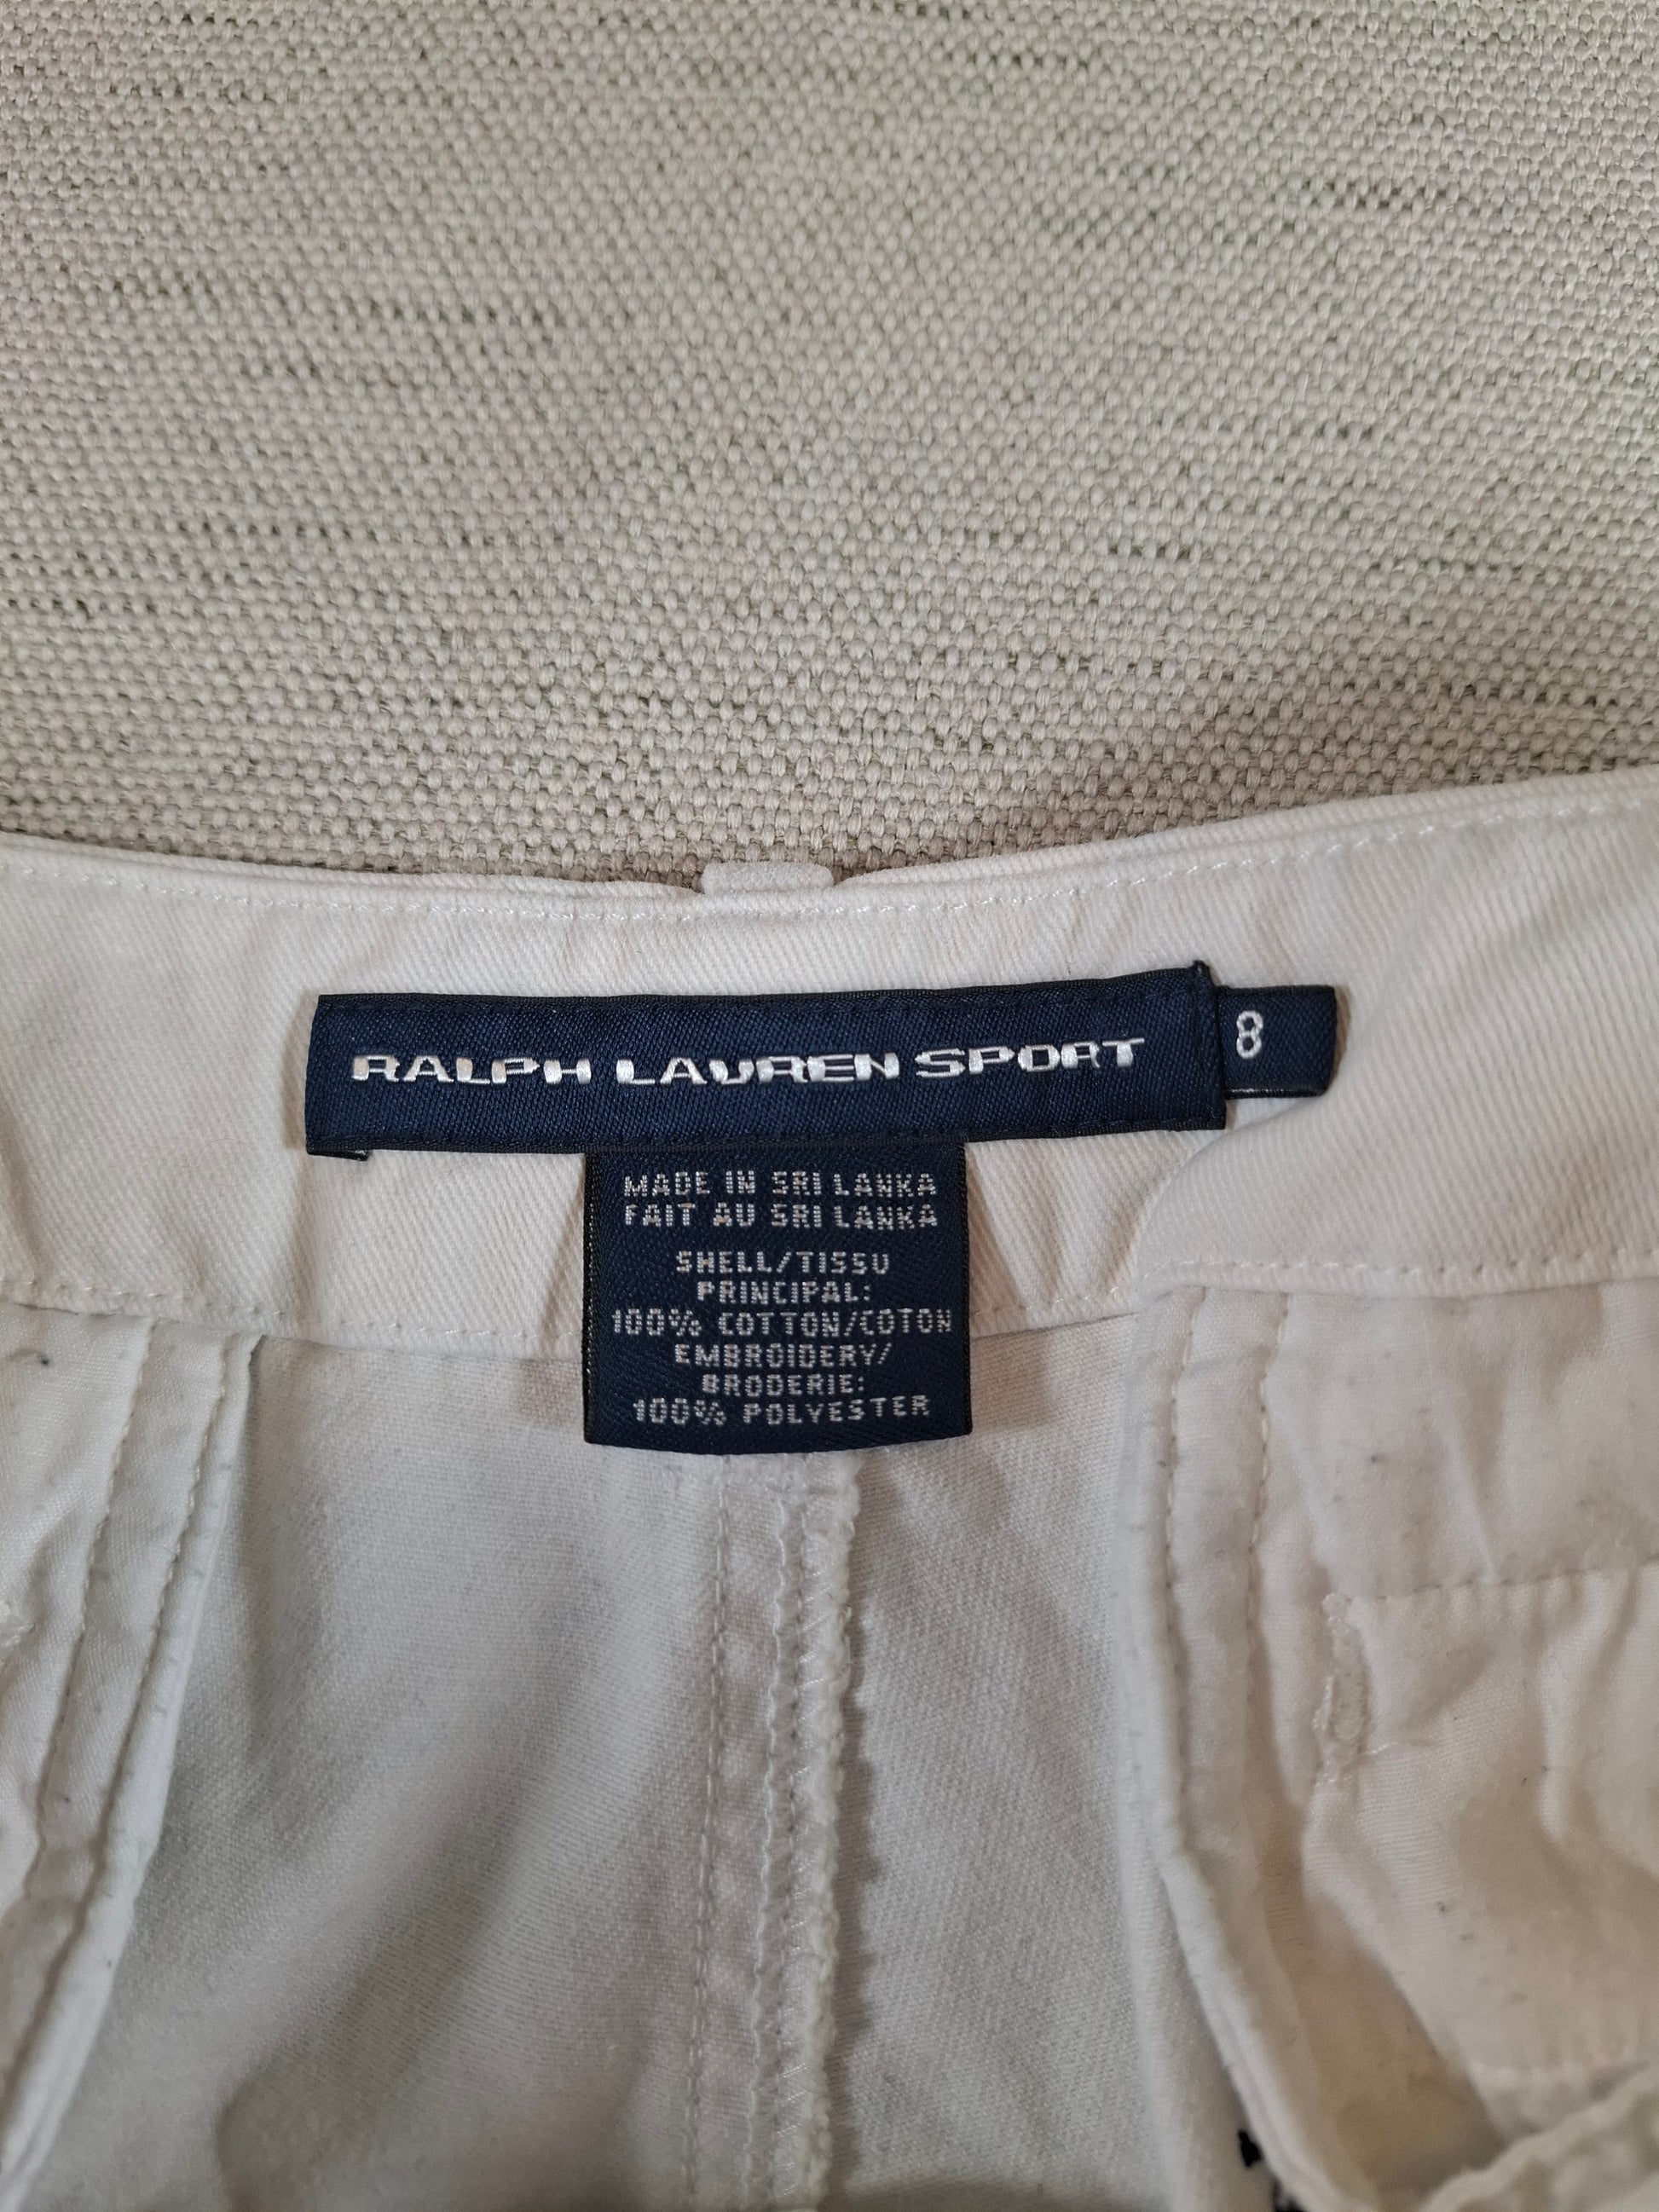 RALPH LAUREN SPORT 8
MADE IN SRI LANKA
FAIT AU SRI LANKA
SHELL/TISSU
PRINCIPAL:
100% COTTON/COTON
EMBROIDERY/
BRODERIE:
100% POLYESTER